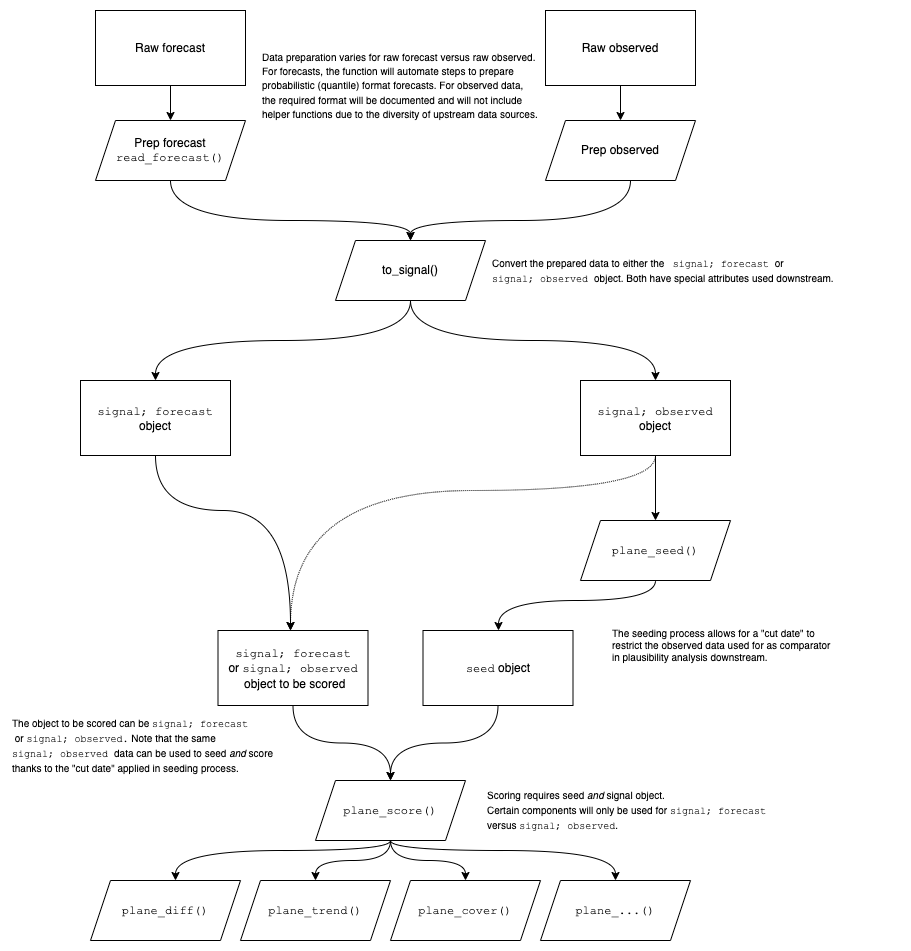 Raw forecast
Raw observed
Data preparation varies for raw forecast versus raw observed.
For forecasts, the function will automate steps to prepare
probabilistic (quantile) format forecasts. For observed data,
the required format will be documented and will not include
helper functions due to the diversity of upstream data sources.
Prep forecast
read_forecast()
Prep observed
to_signal()
Convert the prepared data to either the signal; forecast or
signal; observed object. Both have special attributes used downstream.
signal; forecast
object
signal; observed
object
plane_seed()
signal; forecast
or signal; observed
object to be scored
seed object
The seeding process allows for a "cut date" to
restrict the observed data used for as comparator
in plausibility analysis downstream.
The object to be scored can be signal; forecast
or signal; observed. Note that the same
signal; observed data can be used to seed and score
thanks to the "cut date" applied in seeding process.
plane_score()
Scoring requires seed and signal object.
Certain components will only be used for signal; forecast
versus signal; observed.
plane_diff()
plane_trend()
plane_cover()
plane_...()